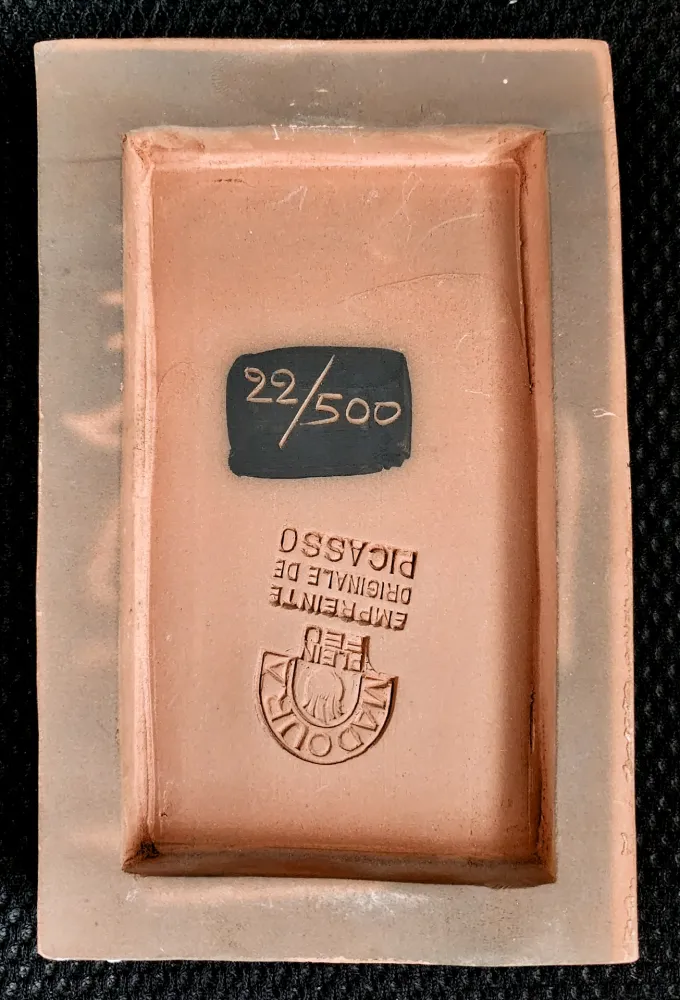 22/500
EMPREINTE
ORIGINALE DE
PICASSO
MADOURA
PLEIN
FEU